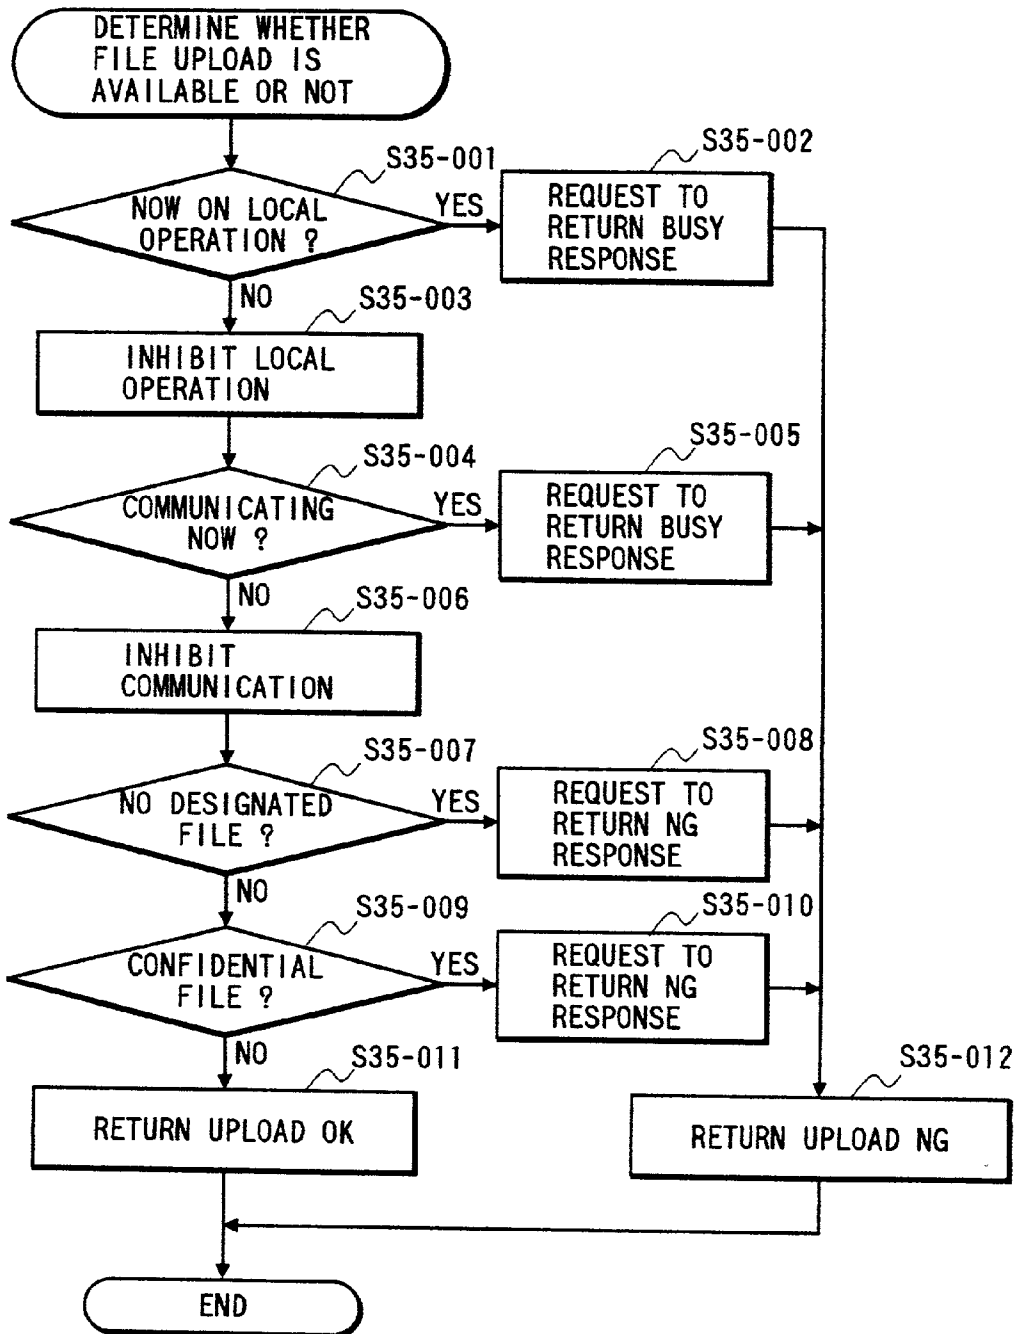 DETERMINE WHETHER
FILE UPLOAD IS
AVAILABLE OR NOT
S35-001
NOW ON LOCAL
OPERATION ?
YES
S35-002
REQUEST TO
RETURN BUSY
RESPONSE
NO
S35-003
INHIBIT LOCAL
OPERATION
S35-004
COMMUNICATING
NOW ?
YES
S35-005
REQUEST TO
RETURN BUSY
RESPONSE
NO
S35-006
INHIBIT
COMMUNICATION
S35-007
NO DESIGNATED
FILE ?
YES
S35-008
REQUEST TO
RETURN NG
RESPONSE
NO
S35-009
CONFIDENTIAL
FILE ?
YES
S35-010
REQUEST TO
RETURN NG
RESPONSE
NO
S35-011
RETURN UPLOAD OK
S35-012
RETURN UPLOAD NG
END